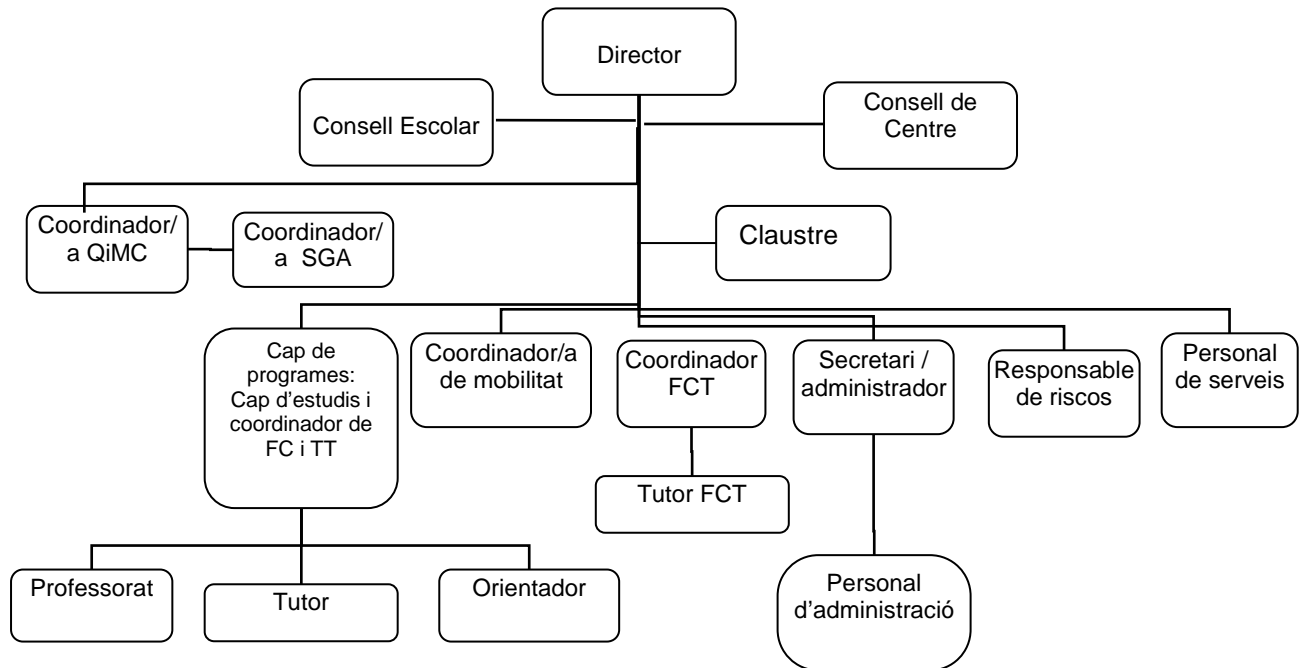 Director
Consell Escolar
Consell de
Centre
Coordinador/
a QiMC
Coordinador/
a SGA
Claustre
Cap de
programes:
Cap d'estudis i
coordinador de
FC i TT
Coordinador/a
de mobilitat
Coordinador
FCT
Secretari /
administrador
Responsable
de riscos
Personal
de serveis
Tutor FCT
Professorat
Tutor
Orientador
Personal
d'administració